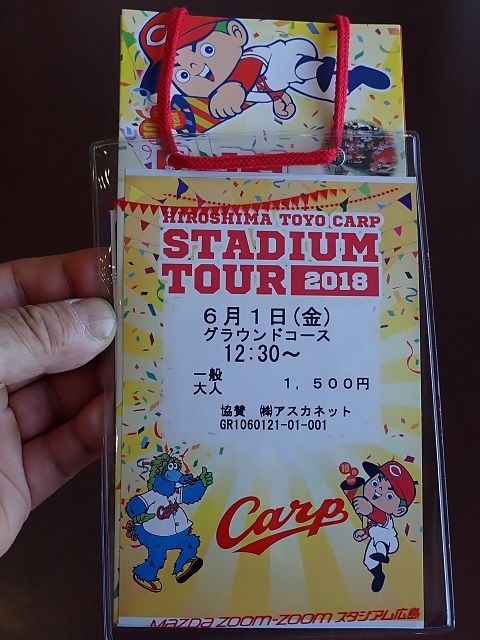 HIROSHIMA TOYO CARP
STADIUM
TOUR 2018
6月1日(金)
グラウンドコース
12:30～
一般
大人 1,500円
協賛 ㈱アスカネット
GR1060121-01-001
Carp
MAZDA ZOOM-ZOOM スタジアム広島